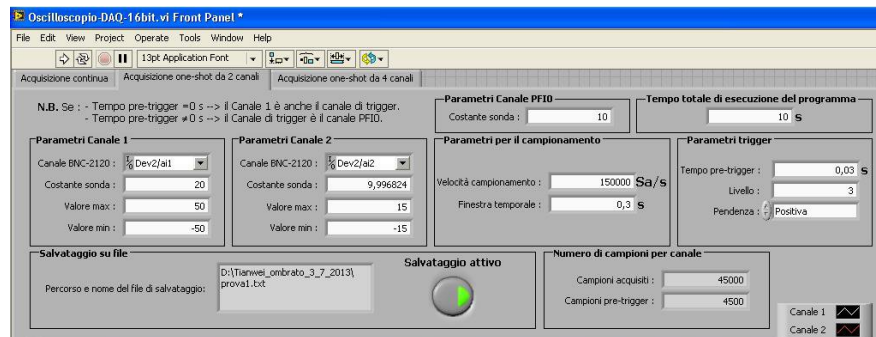 Oscilloscopio-DAQ-16bit.vi Front Panel *
File Edit View Project Operate Tools Window Help
13pt Application Font
Acquisizione continua Acquisizione one-shot da 2 canali Acquisizione one-shot da 4 canali
N.B. Se : - Tempo pre-trigger =0 s --> il Canale 1 è anche il canale di trigger.
- Tempo pre-trigger ≠ 0 s --> il Canale di trigger è il canale PFI0.
Parametri Canale PFI0
Costante sonda : 10
Tempo totale di esecuzione del programma
10 s
Parametri Canale 1
Canale BNC-2120 : Dev2/ai1
Costante sonda : 20
Valore max : 50
Valore min : -50
Parametri Canale 2
Canale BNC-2120 : Dev2/ai2
Costante sonda : 9,996824
Valore max : 15
Valore min : -15
Parametri per il campionamento
Velocità campionamento : 150000 Sa/s
Finestra temporale : 0,3 s
Parametri trigger
Tempo pre-trigger : 0,03 s
Livello : 3
Pendenza : Positiva
Salvataggio su file
Percorso e nome del file di salvataggio:
D:\Tianwei_ombrato_3_7_2013\
prova1.txt
Salvataggio attivo
Numero di campioni per canale
Campioni acquisiti : 45000
Campioni pre-trigger : 4500
Canale 1
Canale 2